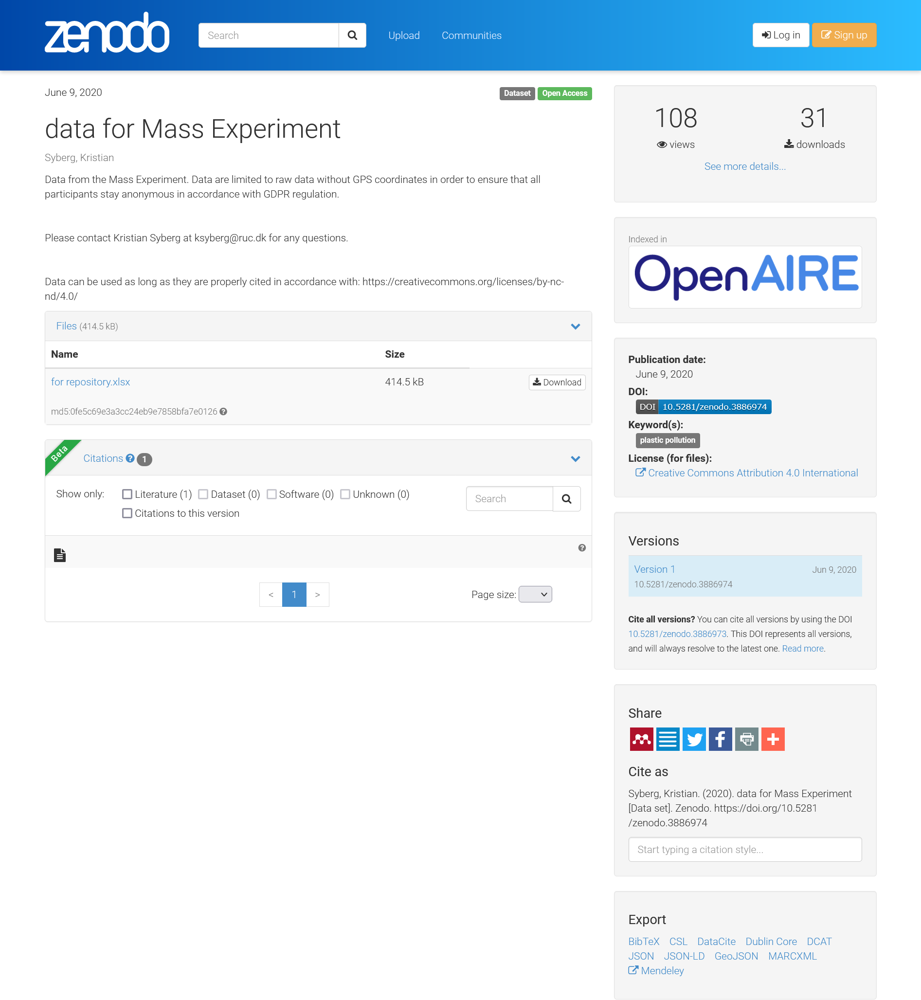 zenodo
Search
Upload
Communities
Log in
Sign up
June 9, 2020
Dataset
Open Access
data for Mass Experiment
Syberg, Kristian
Data from the Mass Experiment. Data are limited to raw data without GPS coordinates in order to ensure that all
participants stay anonymous in accordance with GDPR regulation.
Please contact Kristian Syberg at ksyberg@ruc.dk for any questions.
Data can be used as long as they are properly cited in accordance with: https://creativecommons.org/licenses/by-nc-
nd/4.0/
Files (414.5 kB)
Name Size
for repository.xlsx 414.5 kB Download
md5:0fe5c69e3a3cc24eb9e7858bfa7e0126
Beta
Citations 1
Show only: Literature (1) Dataset (0) Software (0) Unknown (0)
Citations to this version
Search
< 1 >
Page size:
108 31
views downloads
See more details...
Indexed in
OpenAIRE
Publication date:
June 9, 2020
DOI:
DOI 10.5281/zenodo.3886974
Keyword(s):
plastic pollution
License (for files):
Creative Commons Attribution 4.0 International
Versions
Version 1 Jun 9, 2020
10.5281/zenodo.3886974
Cite all versions? You can cite all versions by using the DOI
10.5281/zenodo.3886973. This DOI represents all versions,
and will always resolve to the latest one. Read more.
Share
Cite as
Syberg, Kristian. (2020). data for Mass Experiment
[Data set]. Zenodo. https://doi.org/10.5281
/zenodo.3886974
Start typing a citation style...
Export
BibTeX CSL DataCite Dublin Core DCAT
JSON JSON-LD GeoJSON MARCXML
Mendeley